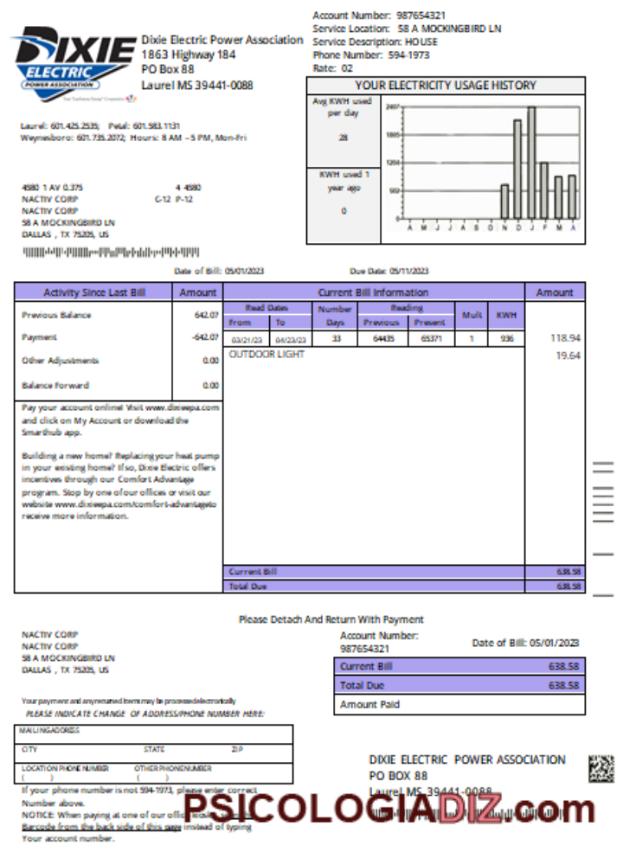 DIXIE
ELECTRIC
POWER ASSOCIATION
Dixie Electric Power Association
1863 Highway 184
PO Box 88
Laurel MS 39441-0088
Account Number: 987654321
Service Location: 58 A MOCKINGBIRD LN
Service Description: HOUSE
Phone Number: 594-1973
Rate: 02
YOUR ELECTRICITY USAGE HISTORY
Avg KWH used
per day
28
KWH used 1
year ago
0
2407
1805
1204
602
A M J J A S O N D J F M A
Laurel: 601.425.2535; Petal: 601.583.1131
Waynesboro: 601.735.2072; Hours: 8 AM – 5 PM, Mon-Fri
4580 1 AV 0.375 4 4580
NACTIV CORP C-12 P-12
NACTIV CORP
58 A MOCKINGBIRD LN
DALLAS , TX 75205, US
Date of Bill: 05/01/2023 Due Date: 05/11/2023
Activity Since Last Bill Amount Current Bill Information Amount
Previous Balance 642.07
Payment -642.07
Other Adjustments 0.00
Balance Forward 0.00
Read Dates Number Reading Mult KWH
From To Days Previous Present
03/21/23 04/23/23 33 64435 65371 1 936 118.94
OUTDOOR LIGHT 19.64
Pay your account online! Visit www.dixieepa.com
and click on My Account or download the
Smarthub app.
Building a new home? Replacing your heat pump
in your existing home? If so, Dixie Electric offers
incentives through our Comfort Advantage
program. Stop by one of our offices or visit our
website www.dixieepa.com/comfort-advantageto
receive more information.
Current Bill 638.58
Total Due 638.58
Please Detach And Return With Payment
NACTIV CORP
NACTIV CORP
58 A MOCKINGBIRD LN
DALLAS , TX 75205, US
Account Number:
987654321
Date of Bill: 05/01/2023
Current Bill 638.58
Total Due 638.58
Amount Paid
Your payment and any remitted items may be processed electronically
PLEASE INDICATE CHANGE OF ADDRESS/PHONE NUMBER HERE:
MAILING ADDRESS
CITY STATE ZIP
LOCATION PHONE NUMBER OTHER PHONE NUMBER
( ) ( )
If your phone number is not 594-1973, please enter correct
Number above.
NOTICE: When paying at one of our office
Barcode from the back side of this page instead of typing
Your account number.
DIXIE ELECTRIC POWER ASSOCIATION
PO BOX 88
Laurel MS 39441-0088
PSICOLOGIADIZ.com